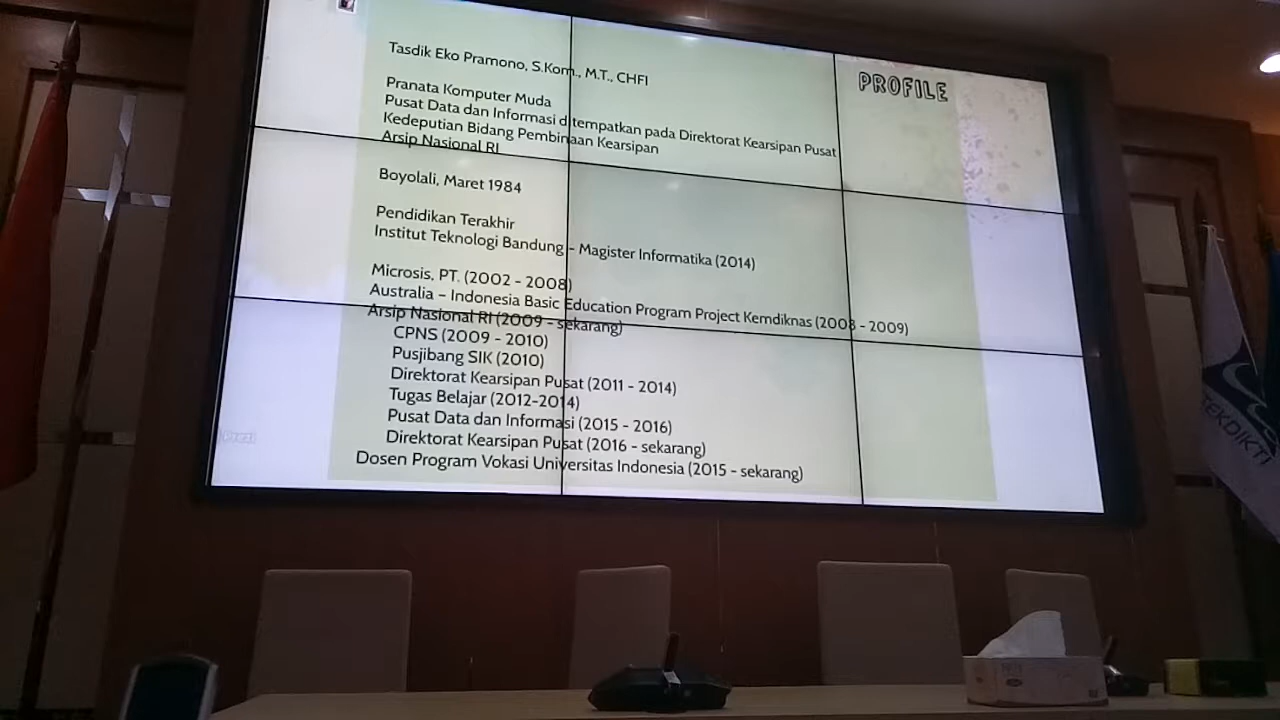 PROFILE
Tasdik Eko Pramono, S.Kom., M.T., CHFI
Pranata Komputer Muda
Pusat Data dan Informasi ditempatkan pada Direktorat Kearsipan Pusat
Kedeputian Bidang Pembinaan Kearsipan
Arsip Nasional RI
Boyolali, Maret 1984
Pendidikan Terakhir
Institut Teknologi Bandung – Magister Informatika (2014)
Microsis, PT. (2002 - 2008)
Australia – Indonesia Basic Education Program Project Kemdiknas (2008 - 2009)
Arsip Nasional RI (2009 - sekarang)
CPNS (2009 - 2010)
Pusjibang SIK (2010)
Direktorat Kearsipan Pusat (2011 - 2014)
Tugas Belajar (2012-2014)
Pusat Data dan Informasi (2015 - 2016)
Direktorat Kearsipan Pusat (2016 - sekarang)
Dosen Program Vokasi Universitas Indonesia (2015 - sekarang)
Prezi
TEKDIKTI